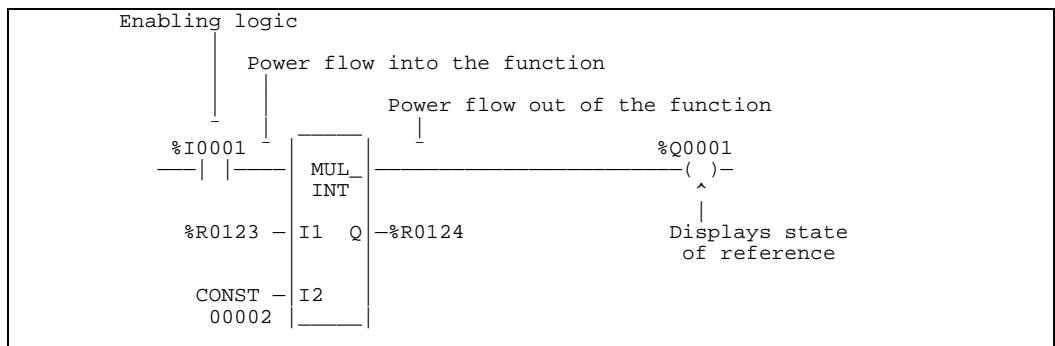 Enabling logic
Power flow into the function
Power flow out of the function
%I0001 %Q0001
MUL_ ( )
INT
%R0123 I1 Q %R0124 Displays state
of reference
CONST I2
00002